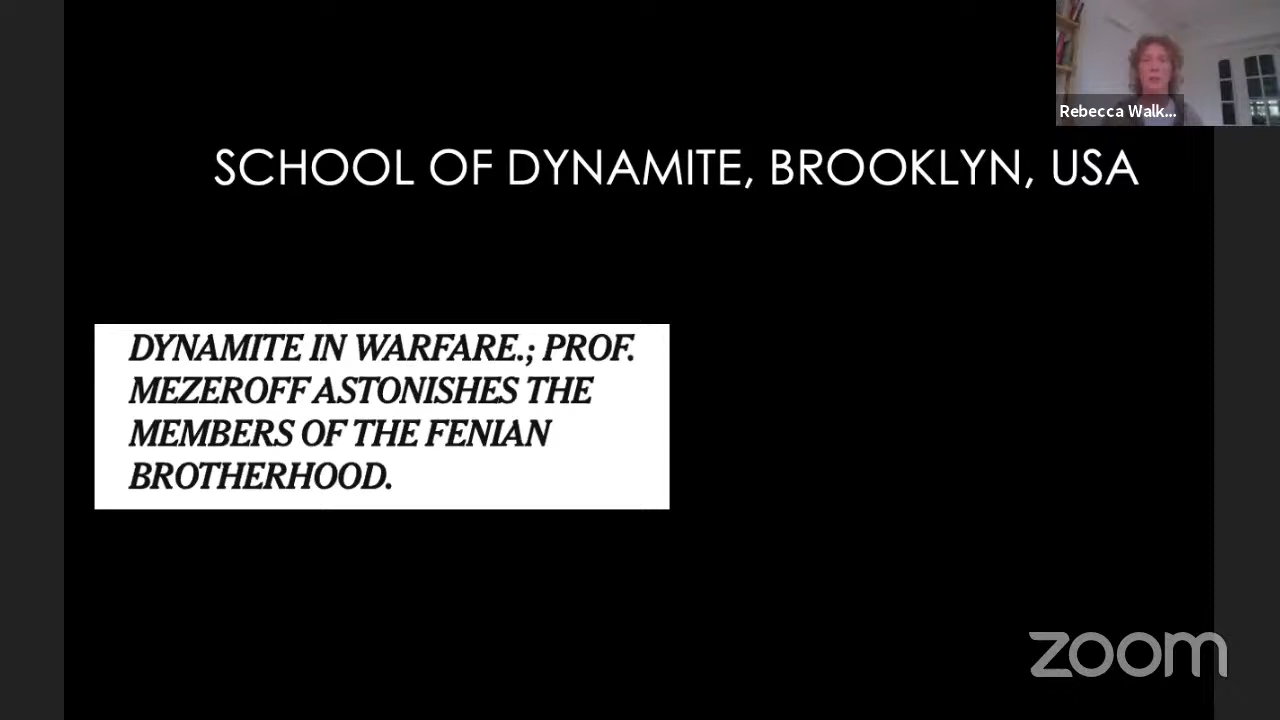 Rebecca Walk...
SCHOOL OF DYNAMITE, BROOKLYN, USA
DYNAMITE IN WARFARE.; PROF.
MEZEROFF ASTONISHES THE
MEMBERS OF THE FENIAN
BROTHERHOOD.
zoom